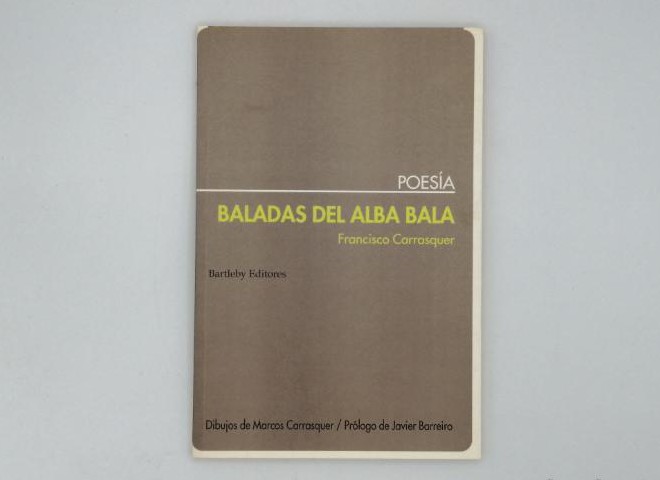 POESÍA
BALADAS DEL ALBA BALA
Francisco Carrasquer
Bartleby Editores
Dibujos de Marcos Carrasquer / Prólogo de Javier Barreiro